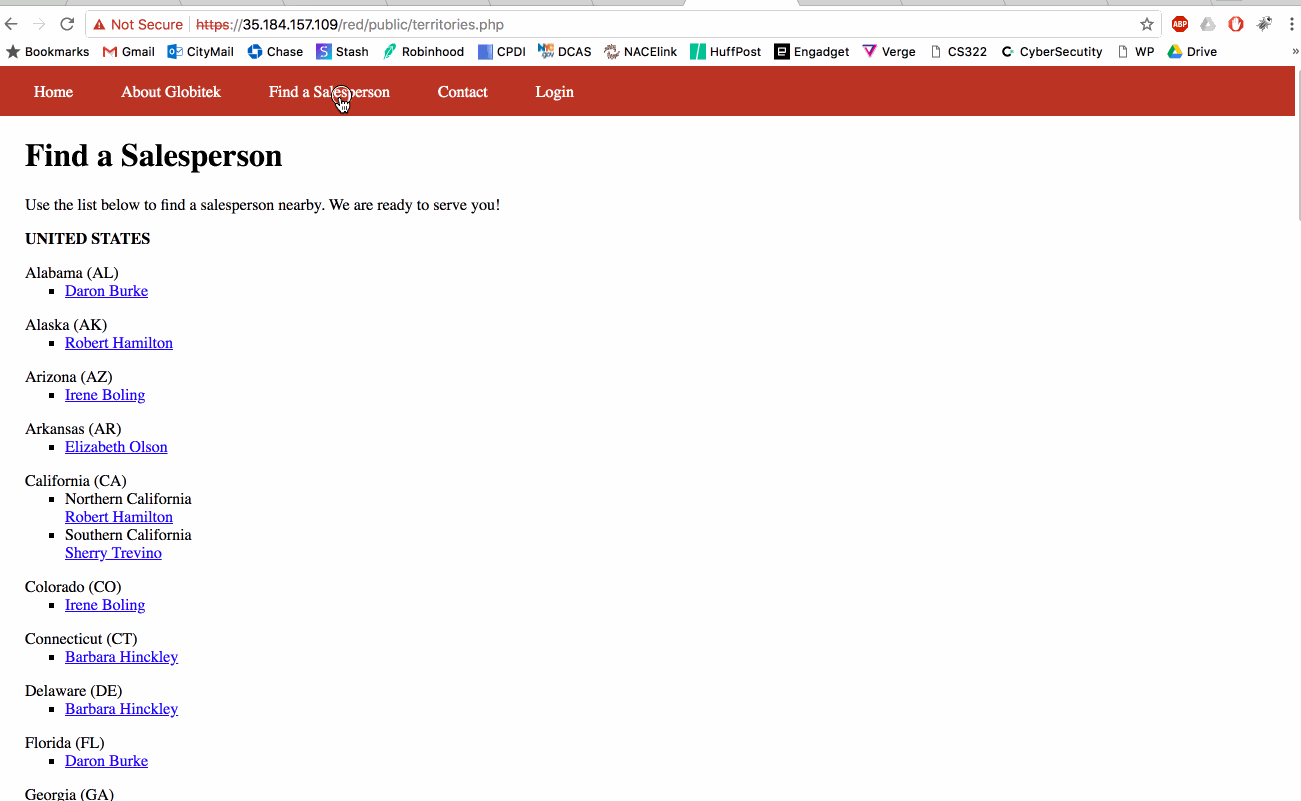 Not Secure https://35.184.157.109/red/public/territories.php ABP
Bookmarks Gmail CityMail Chase Stash Robinhood CPDI DCAS NACElink HuffPost Engadget Verge CS322 CyberSecutity WP Drive »
Home About Globitek Find a Salesperson Contact Login
Find a Salesperson
Use the list below to find a salesperson nearby. We are ready to serve you!
UNITED STATES
Alabama (AL)
Daron Burke
Alaska (AK)
Robert Hamilton
Arizona (AZ)
Irene Boling
Arkansas (AR)
Elizabeth Olson
California (CA)
Northern California
Robert Hamilton
Southern California
Sherry Trevino
Colorado (CO)
Irene Boling
Connecticut (CT)
Barbara Hinckley
Delaware (DE)
Barbara Hinckley
Florida (FL)
Daron Burke
Georgia (GA)